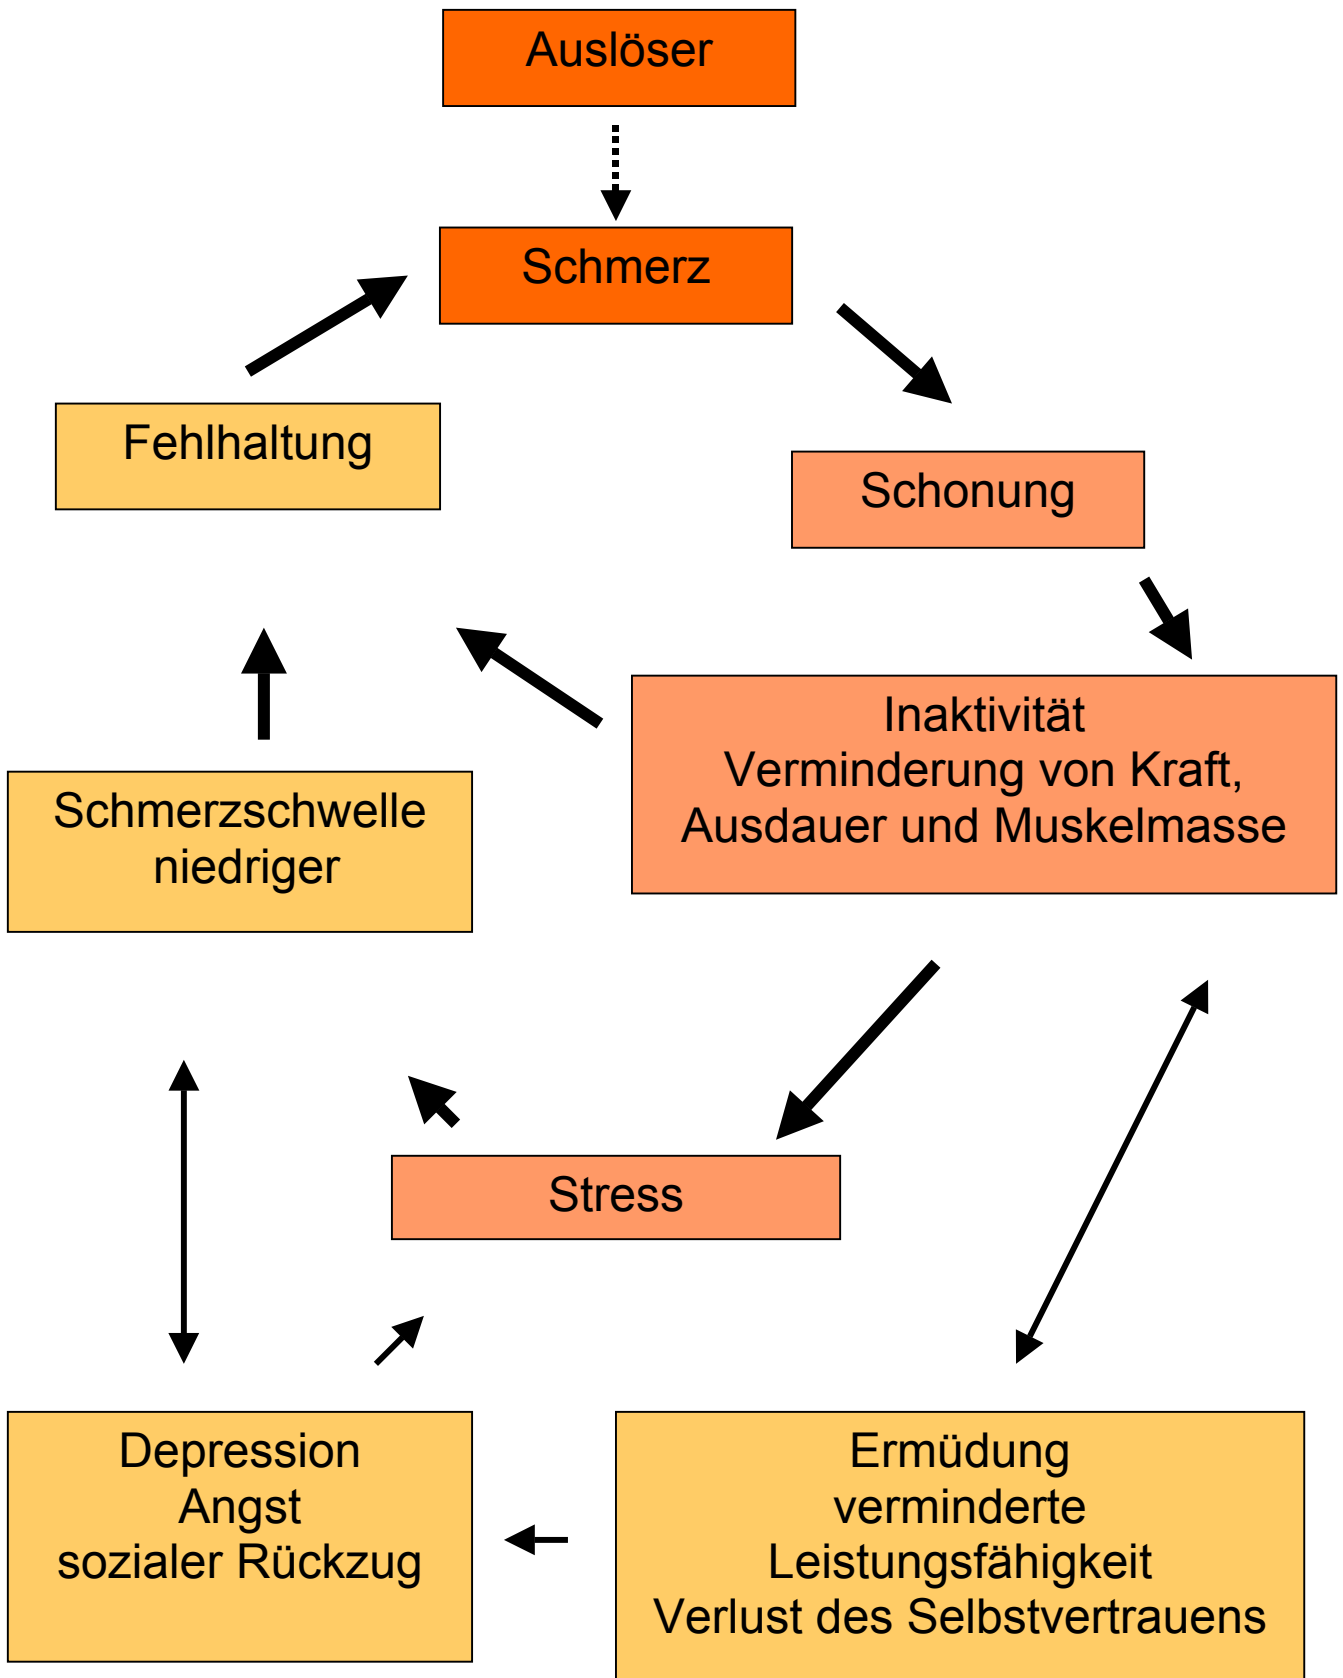 Auslöser
Schmerz
Fehlhaltung
Schonung
Inaktivität
Verminderung von Kraft,
Ausdauer und Muskelmasse
Schmerzschwelle
niedriger
Stress
Depression
Angst
sozialer Rückzug
Ermüdung
verminderte
Leistungsfähigkeit
Verlust des Selbstvertrauens